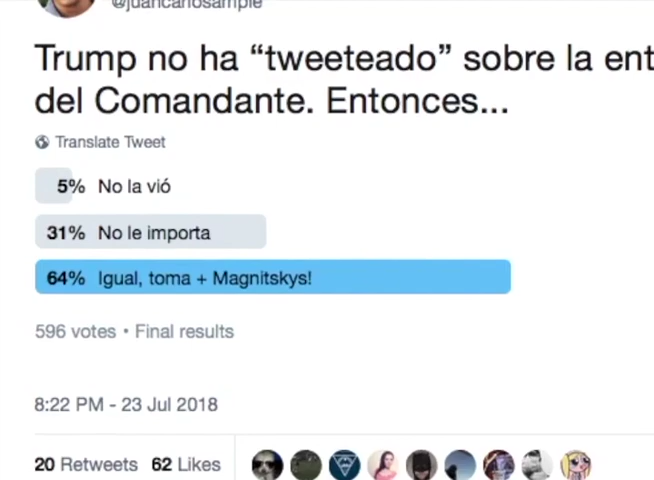 @juancarlosample
Trump no ha “tweeteado” sobre la ent
del Comandante. Entonces...
Translate Tweet
5% No la vió
31% No le importa
64% Igual, toma + Magnitskys!
596 votes • Final results
8:22 PM - 23 Jul 2018
20 Retweets 62 Likes